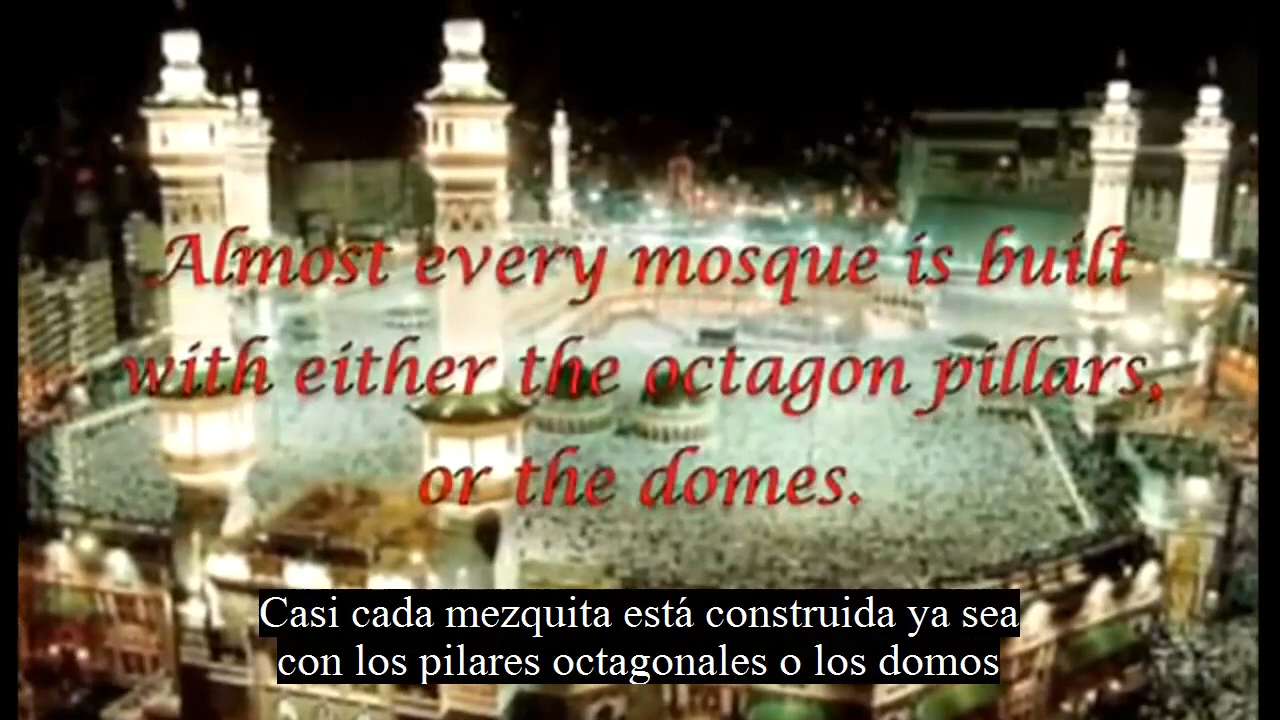 Almost every mosque is built
with either the octagon pillars,
or the domes.
Casi cada mezquita está construida ya sea
con los pilares octagonales o los domos